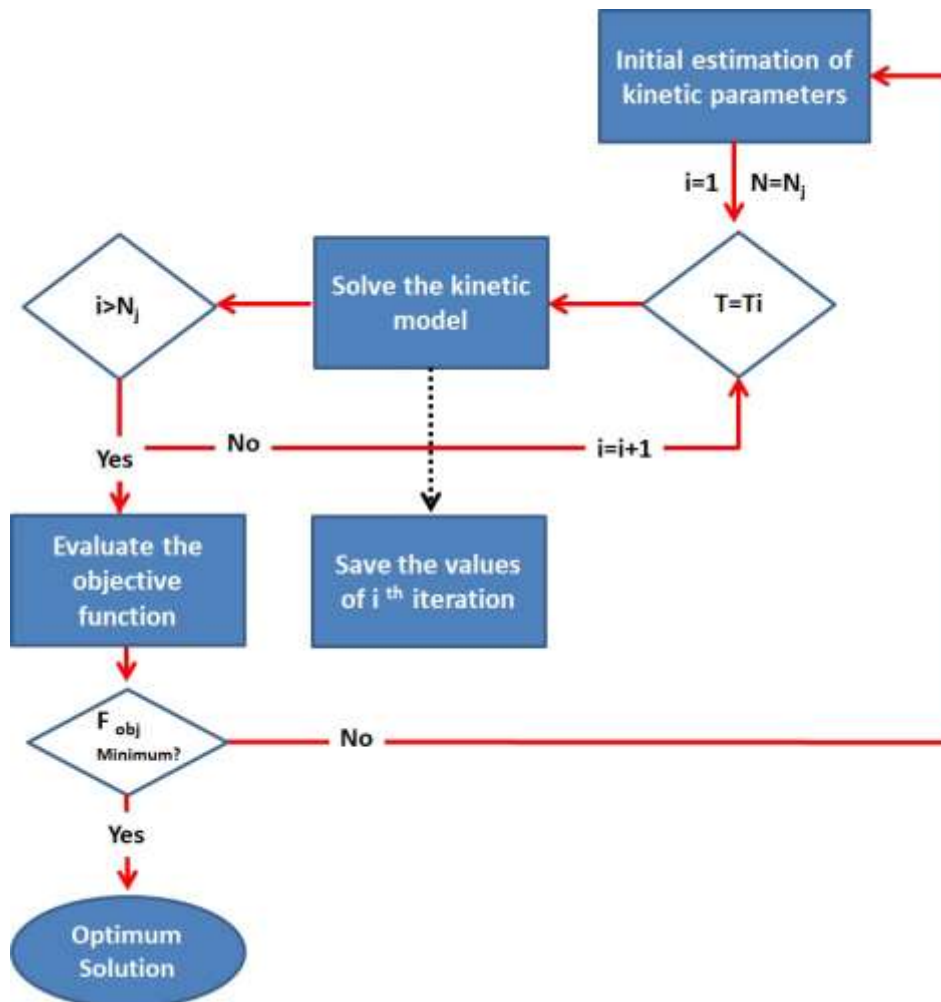 Initial estimation of
kinetic parameters
i=1 N=Nj
T=Ti
Solve the kinetic
model
i>Nj
No
i=i+1
Yes
Evaluate the
objective
function
Save the values
of i th iteration
F obj
Minimum?
No
Yes
Optimum
Solution